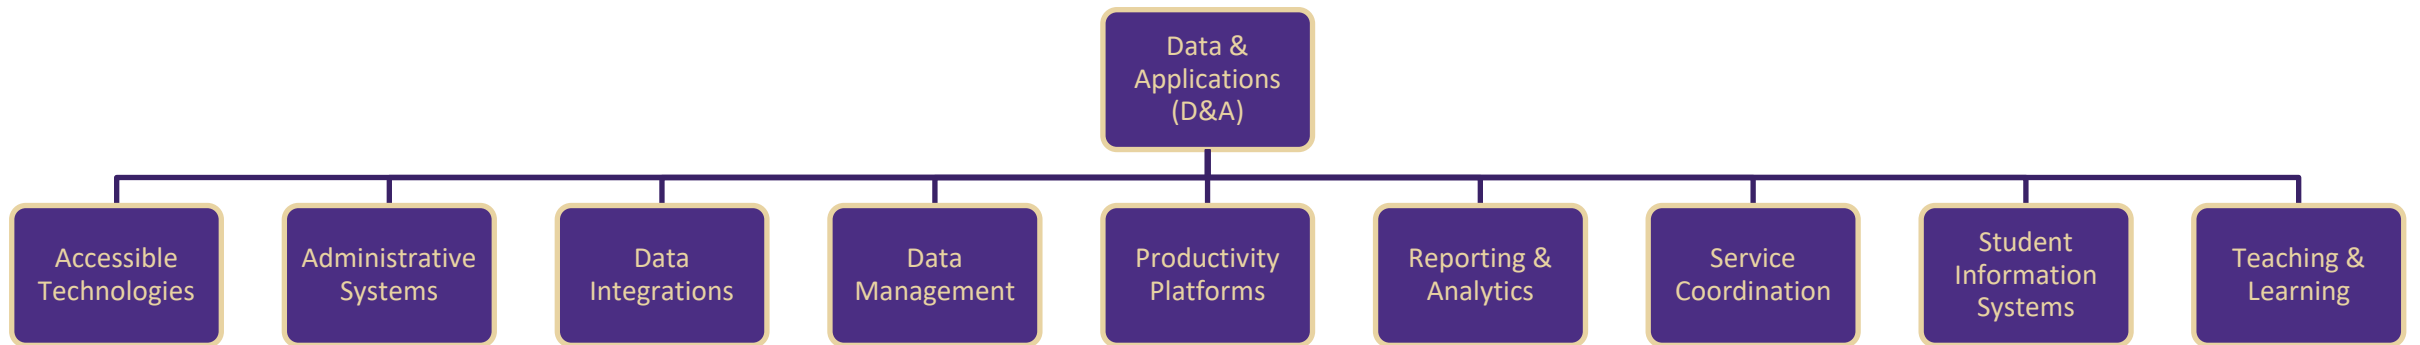 Data &
Applications
(D&A)
Accessible
Technologies
Administrative
Systems
Data
Integrations
Data
Management
Productivity
Platforms
Reporting &
Analytics
Service
Coordination
Student
Information
Systems
Teaching &
Learning